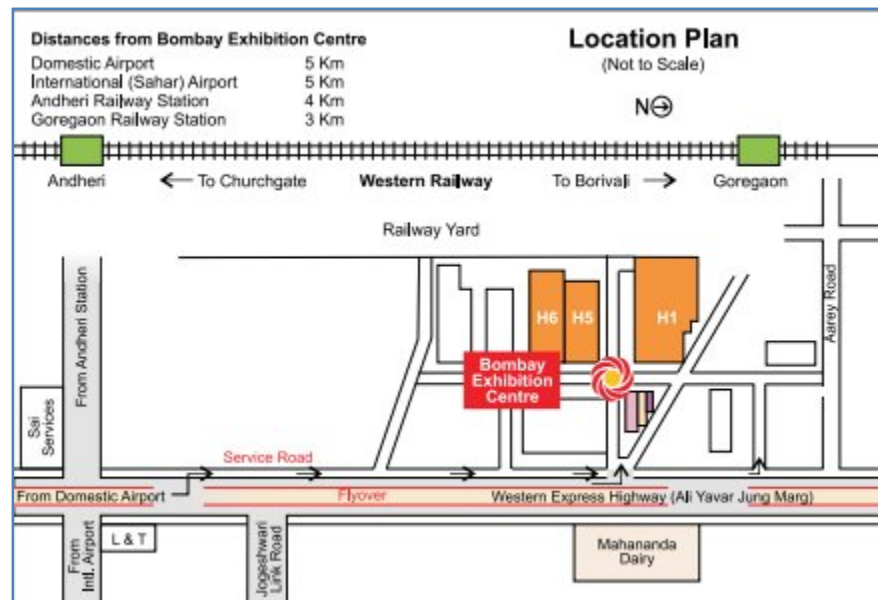 Distances from Bombay Exhibition Centre
Domestic Airport 5 Km
International (Sahar) Airport 5 Km
Andheri Railway Station 4 Km
Goregaon Railway Station 3 Km
Location Plan
(Not to Scale)
N
Andheri
To Churchgate
Western Railway
To Borivali
Goregaon
Railway Yard
From Andheri Station
Aarey Road
H6
H5
H1
Bombay
Exhibition
Centre
Sai
Services
Service Road
From Domestic Airport
Flyover
Western Express Highway (Ali Yavar Jung Marg)
From
Intl. Airport
L & T
Jogeshwari
Link Road
Mahananda
Dairy